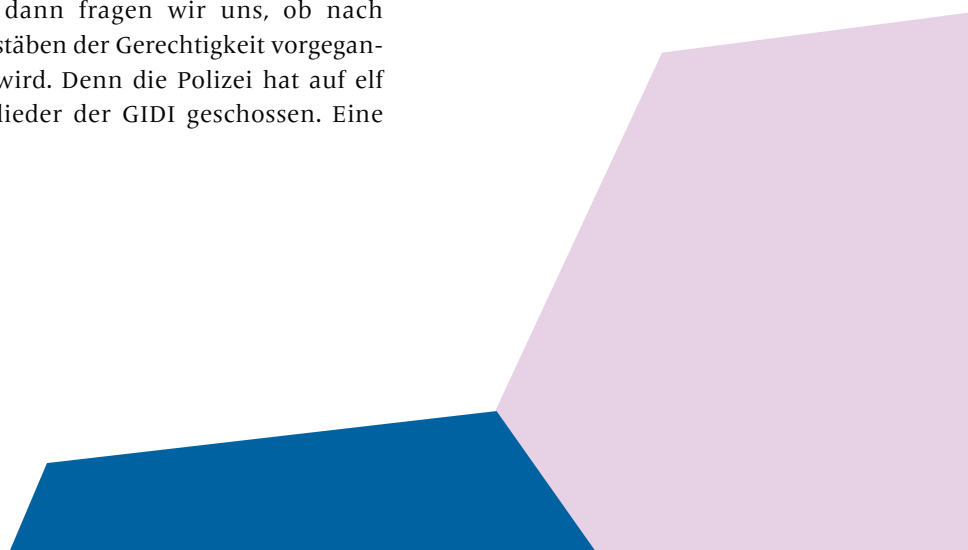 dann fragen wir uns, ob nach
stäben der Gerechtigkeit vorgegan-
wird. Denn die Polizei hat auf elf
lieder der GIDI geschossen. Eine